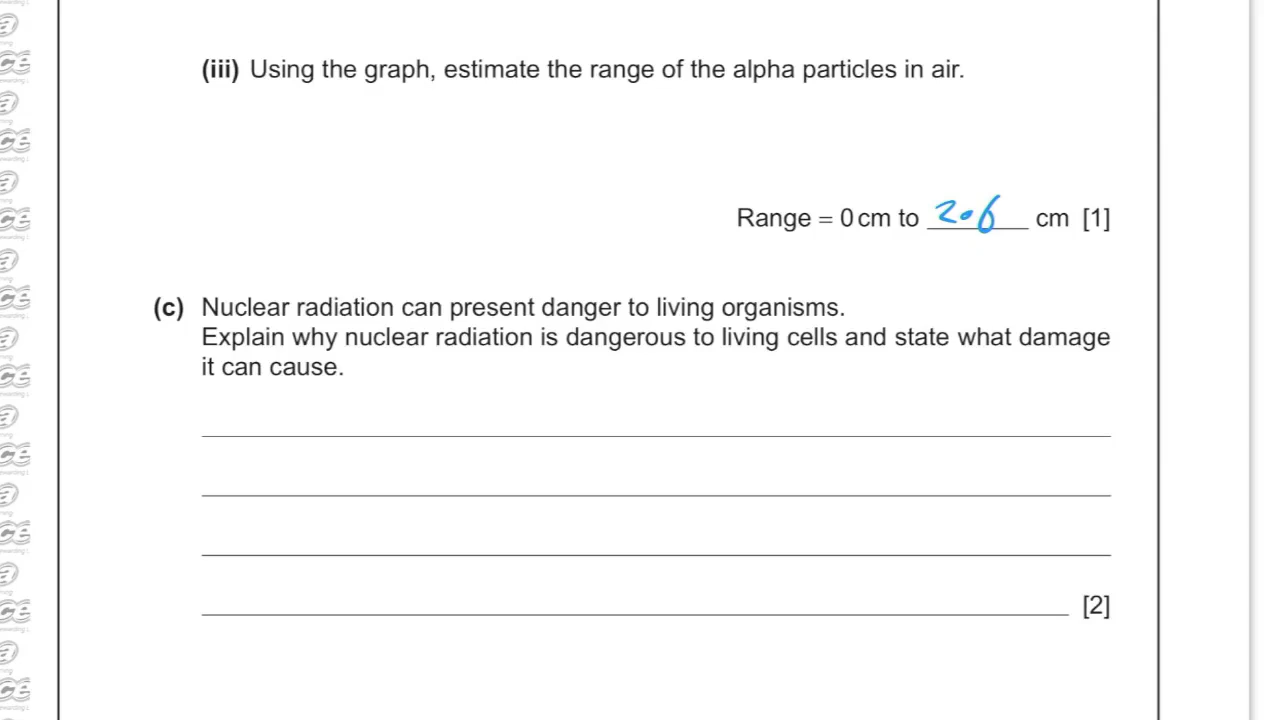 (iii) Using the graph, estimate the range of the alpha particles in air.
Range = 0 cm to 2.6 cm [1]
(c) Nuclear radiation can present danger to living organisms.
Explain why nuclear radiation is dangerous to living cells and state what damage
it can cause.
[2]